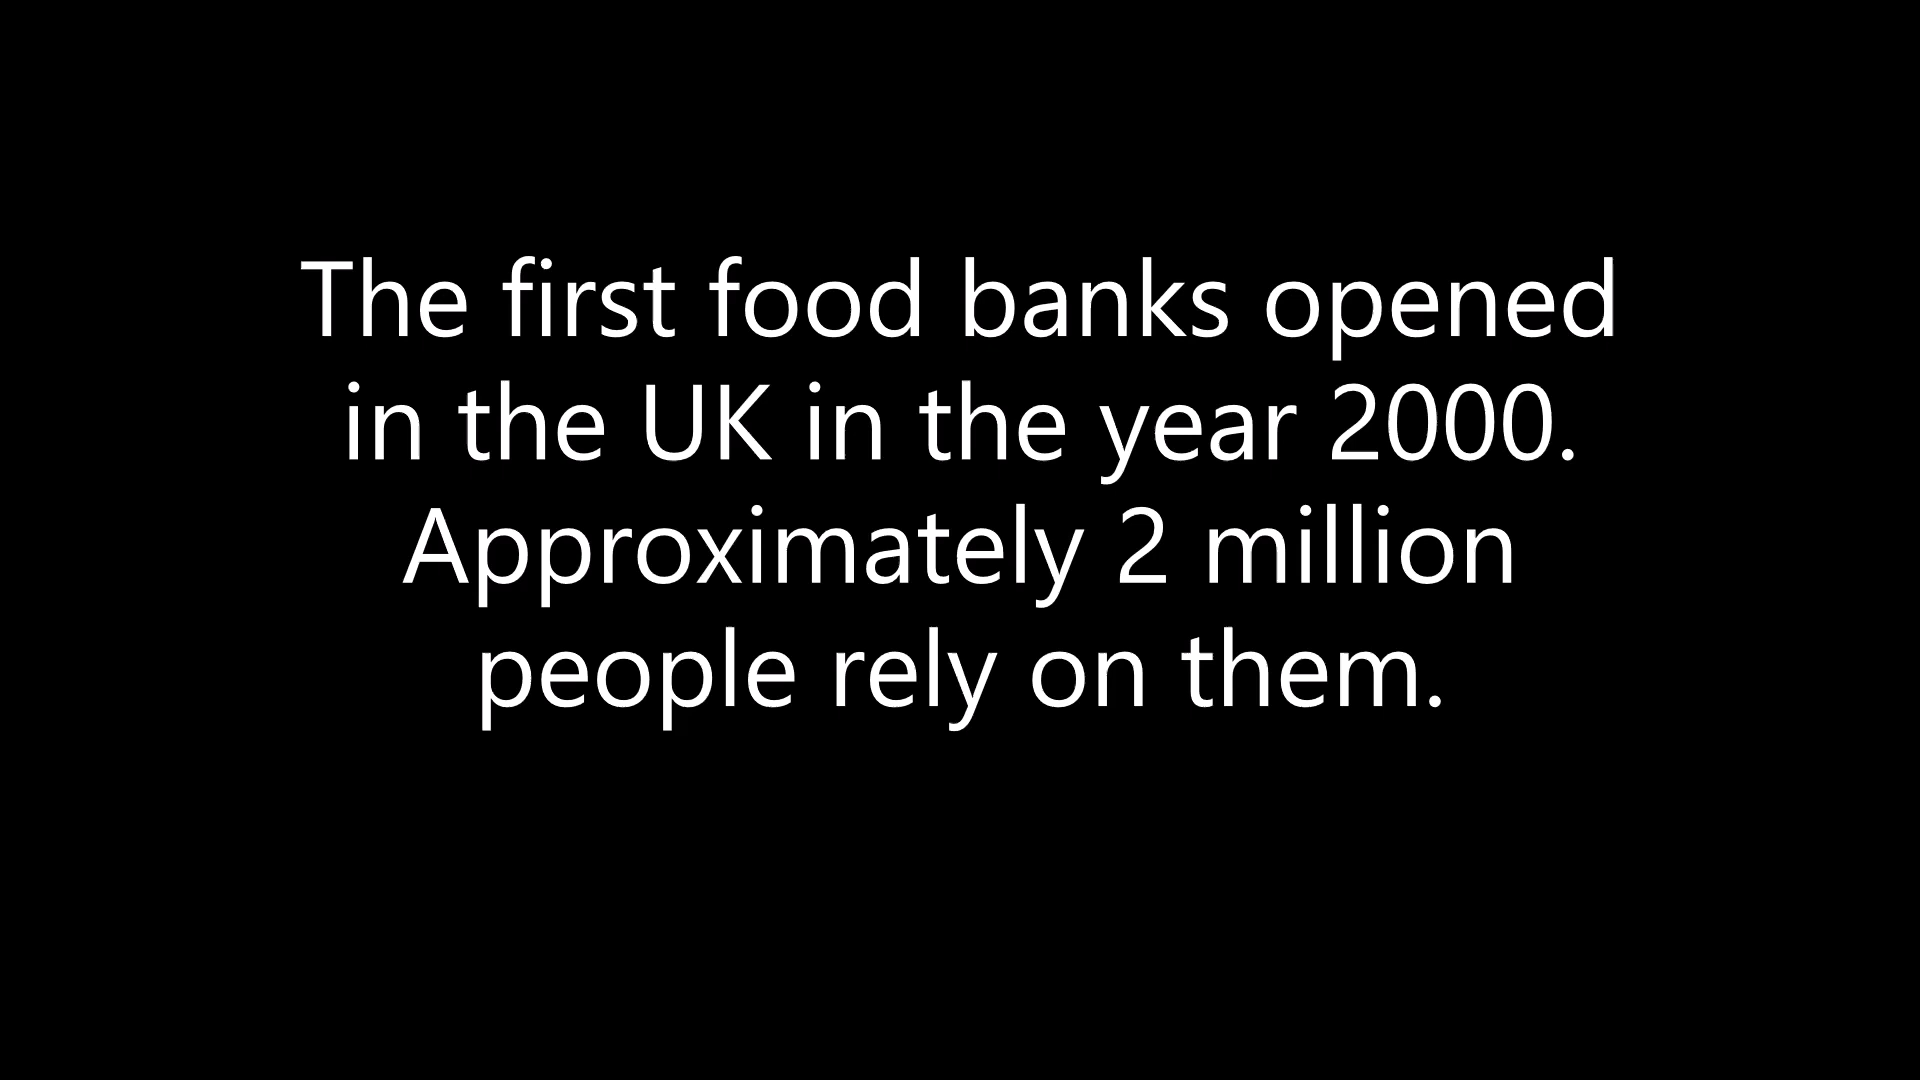 The first food banks opened
in the UK in the year 2000.
Approximately 2 million
people rely on them.